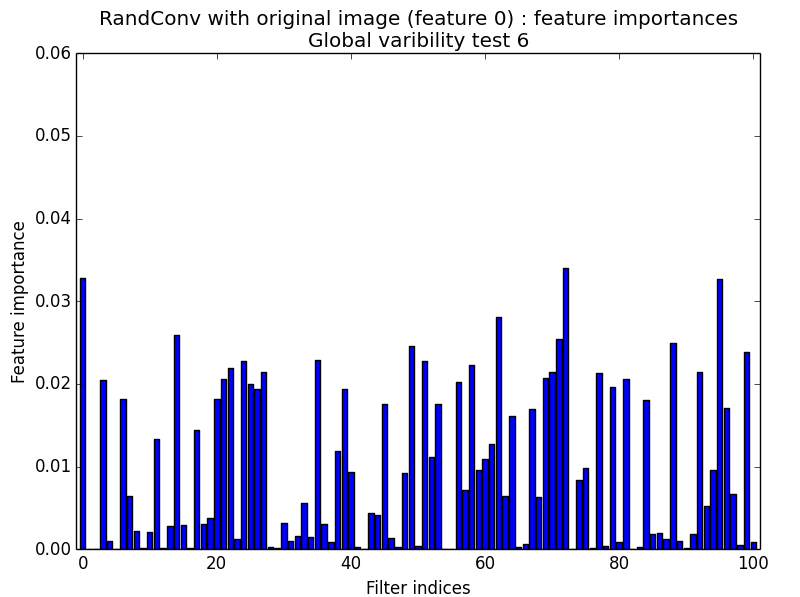 RandConv with original image (feature 0) : feature importances
Global varibility test 6
0.06
0.05
0.04
0.03
0.02
0.01
0.00
Feature importance
0 20 40 60 80 100
Filter indices